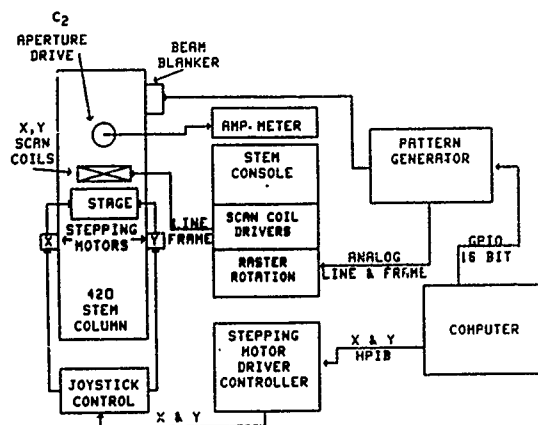 C2
APERTURE
DRIVE
BEAM
BLANKER
X,Y
SCAN
COILS
AMP.METER
PATTERN
GENERATOR
STEM
CONSOLE
STAGE
LINE
FRAME
SCAN COIL
DRIVERS
STEPPING
MOTORS
X
Y
RASTER
ROTATION
ANALOG
LINE & FRAME
GPIO
16 BIT
420
STEM
COLUMN
COMPUTER
STEPPING
MOTOR
DRIVER
CONTROLLER
X & Y
HPIB
JOYSTICK
CONTROL
X & Y